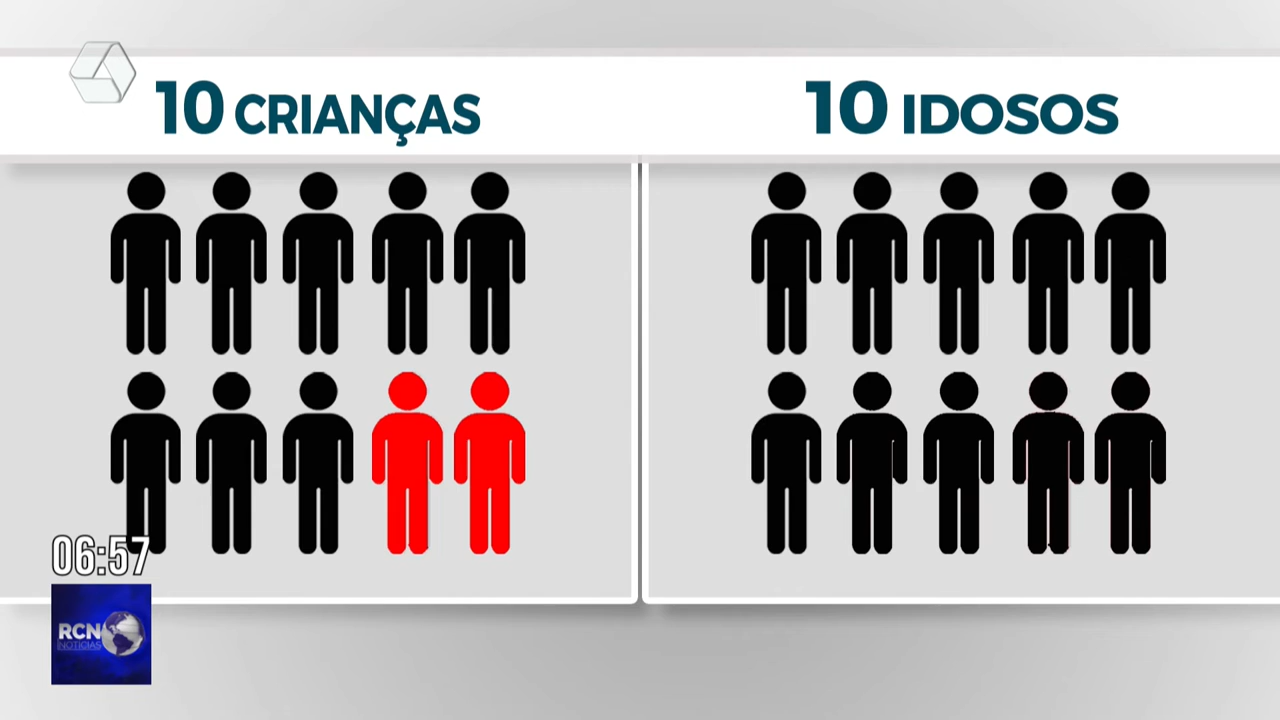 10 CRIANÇAS
10 IDOSOS
06:57
RCN
NOTÍCIAS